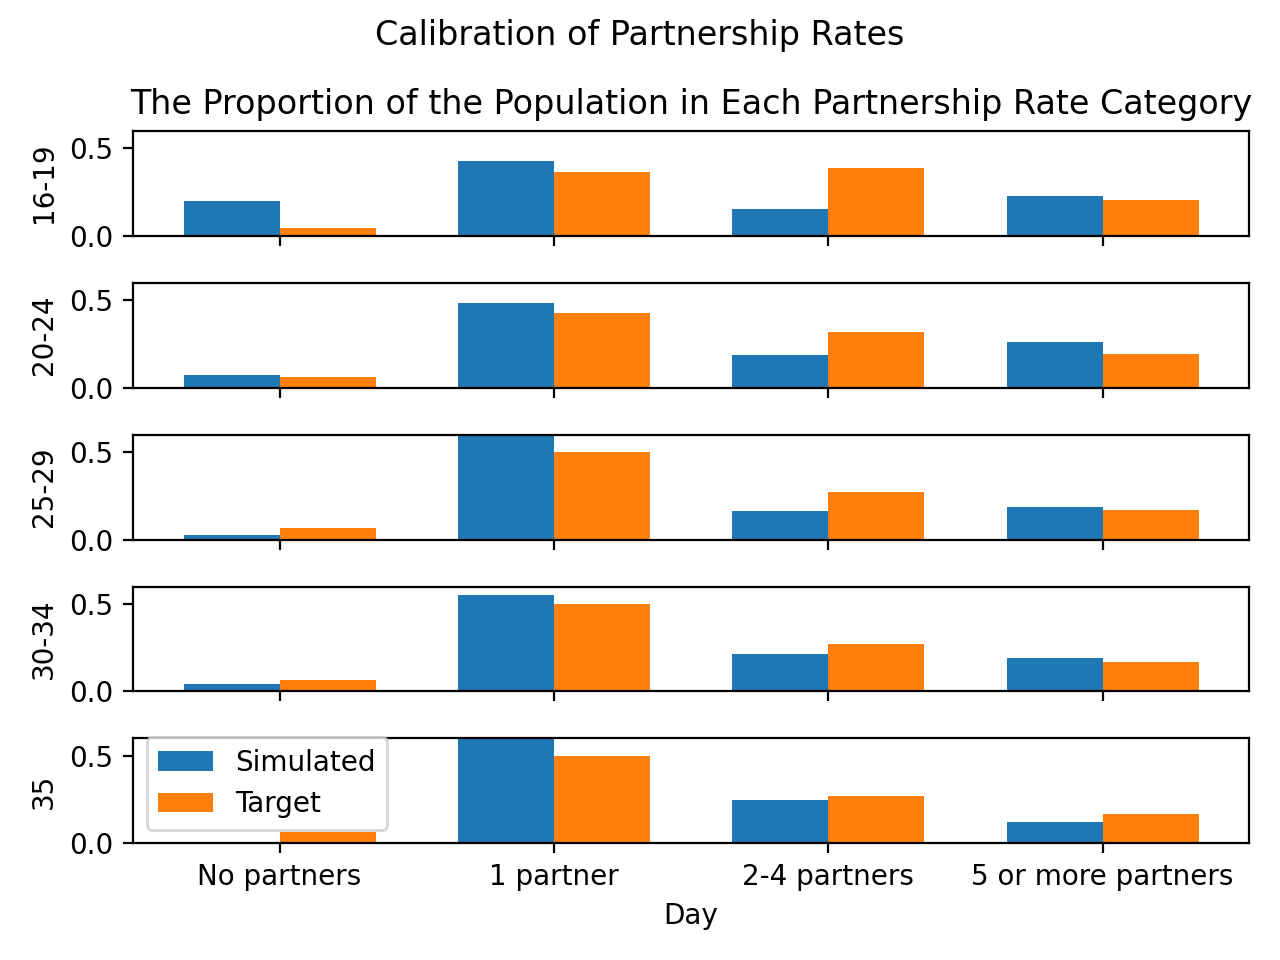 Calibration of Partnership Rates
The Proportion of the Population in Each Partnership Rate Category
0.5
16-19
0.0
0.5
20-24
0.0
0.5
25-29
0.0
0.5
30-34
0.0
Simulated
0.5
35
Target
0.0
No partners 1 partner 2-4 partners 5 or more partners
Day